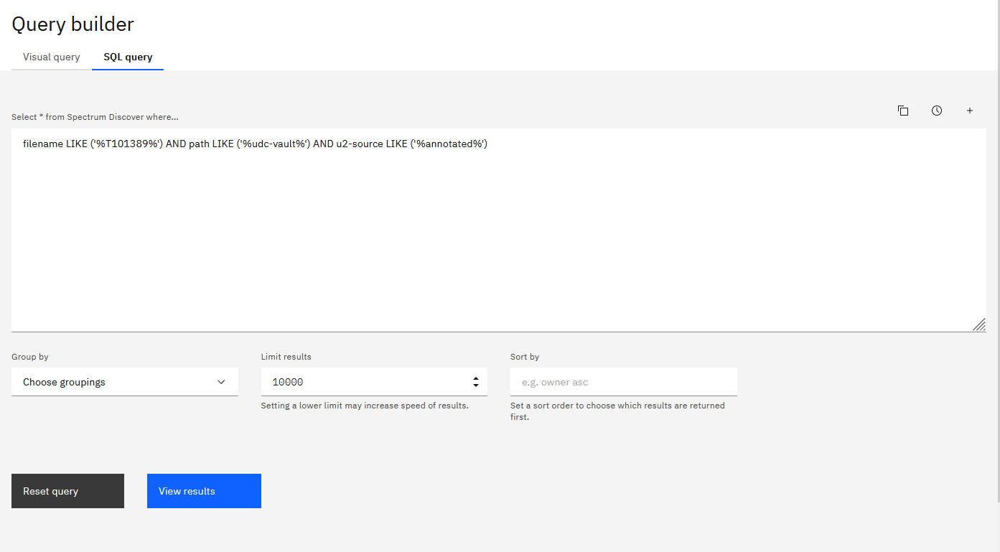 Query builder
Visual query
SQL query
Select * from Spectrum Discover where...
filename LIKE ('%T101389%') AND path LIKE ('%udc-vault%') AND u2-source LIKE ('%annotated%')
Group by
Choose groupings
Limit results
10000
Setting a lower limit may increase speed of results.
Sort by
e.g. owner asc
Set a sort order to choose which results are returned
first.
Reset query
View results